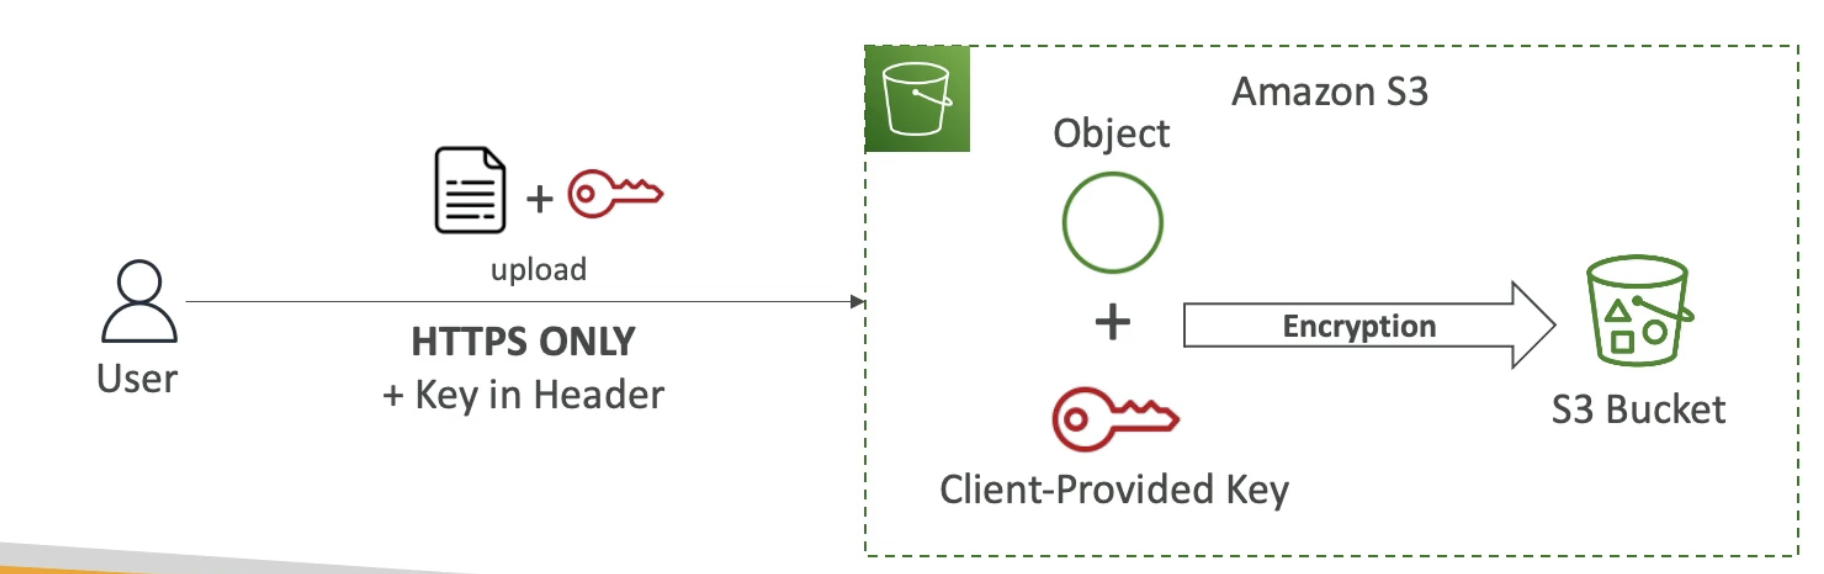 Amazon S3
Object
+
upload
HTTPS ONLY
+ Key in Header
User
+
Encryption
S3 Bucket
Client-Provided Key